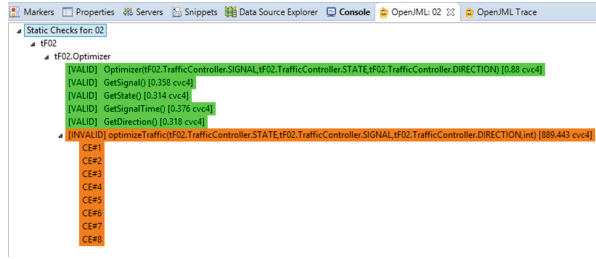 Markers Properties Servers Snippets Data Source Explorer Console OpenJML: 02 OpenJML Trace
Static Checks for: 02
tF02
tF02.Optimizer
[VALID] Optimizer(tF02.TrafficController.SIGNAL,tF02.TrafficController.STATE,tF02.TrafficController.DIRECTION) [0.88 cvc4]
[VALID] GetSignal() [0.358 cvc4]
[VALID] GetState() [0.314 cvc4]
[VALID] GetSignalTime() [0.376 cvc4]
[VALID] GetDirection() [0.318 cvc4]
[INVALID] optimizeTraffic(tF02.TrafficController.STATE,tF02.TrafficController.SIGNAL,tF02.TrafficController.DIRECTION,int) [889.443 cvc4]
CE#1
CE#2
CE#3
CE#4
CE#5
CE#6
CE#7
CE#8